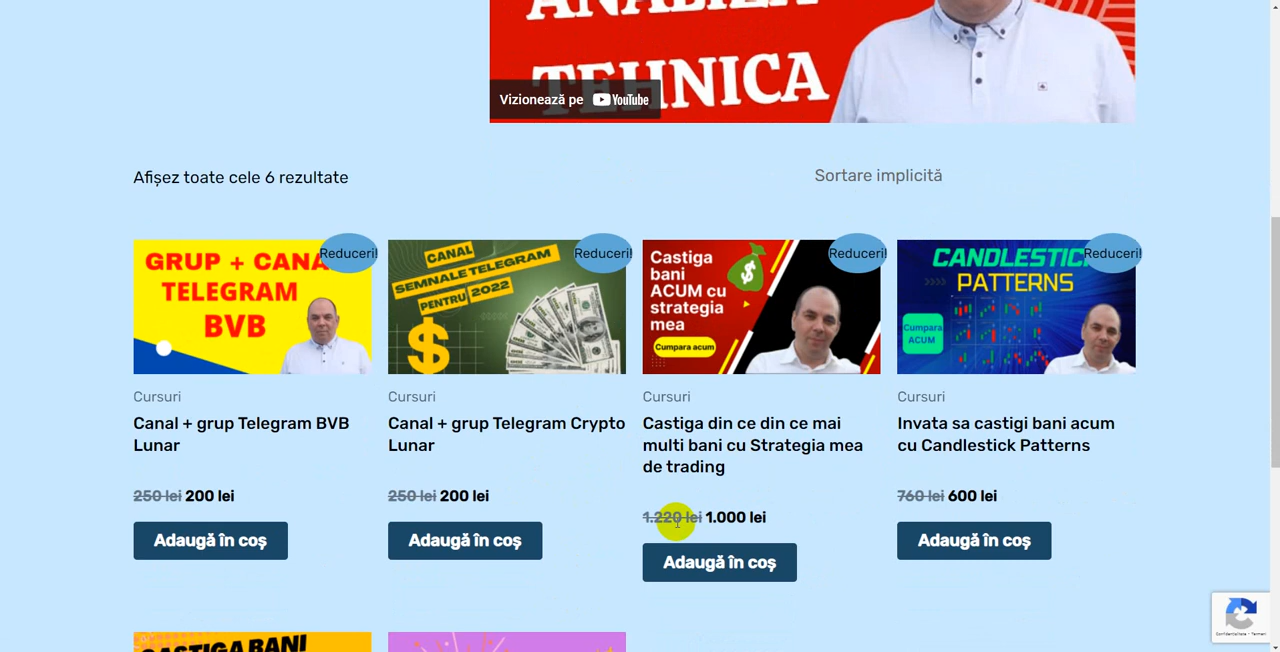 ANALIZA
TEHNICA
Vizionează pe YouTube
Afișez toate cele 6 rezultate
Sortare implicită
Reduceri!
GRUP + CANA
TELEGRAM
BVB
Reduceri!
CANAL
SEMNALE TELEGRAM
PENTRU 2022
$
Reduceri!
Castiga
bani
ACUM cu
strategia
mea
Cumpara acum
$
Reduceri!
CANDLESTIC
PATTERNS
Cumpara
ACUM
Cursuri
Canal + grup Telegram BVB
Lunar
250 lei 200 lei
Adaugă în coș
Cursuri
Canal + grup Telegram Crypto
Lunar
250 lei 200 lei
Adaugă în coș
Cursuri
Castiga din ce din ce mai
multi bani cu Strategia mea
de trading
1.220 lei 1.000 lei
Adaugă în coș
Cursuri
Invata sa castigi bani acum
cu Candlestick Patterns
760 lei 600 lei
Adaugă în coș
CASTIGA BANI